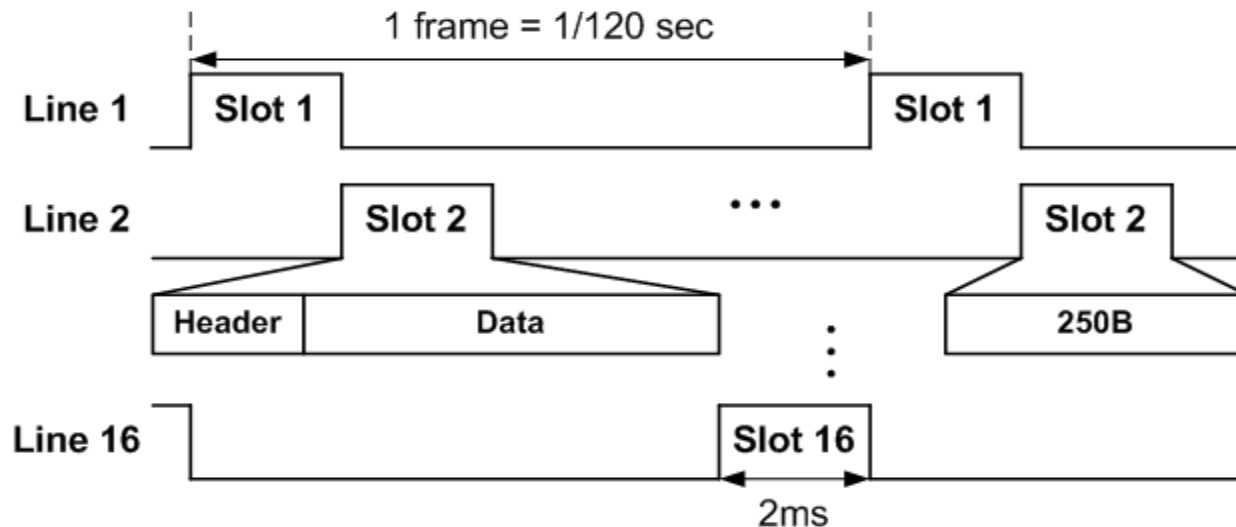 1 frame = 1/120 sec
Line 1
Slot 1
Slot 1
Line 2
Slot 2
...
Slot 2
Header
Data
250B
Line 16
Slot 16
2ms